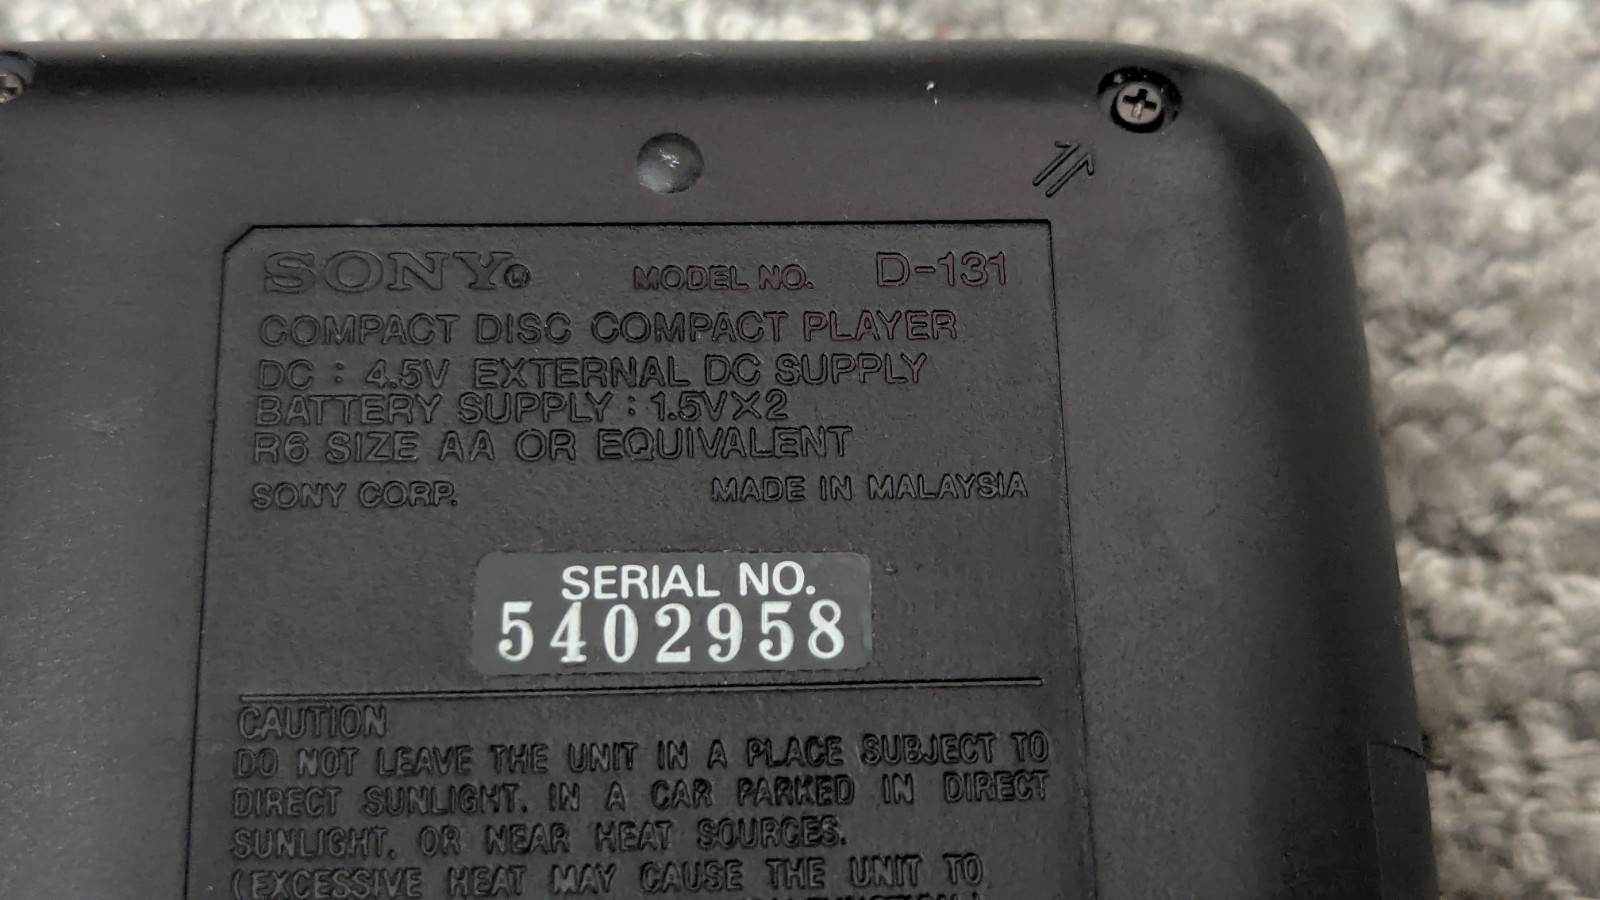 SONY® MODEL NO. D-131
COMPACT DISC COMPACT PLAYER
DC : 4.5V EXTERNAL DC SUPPLY
BATTERY SUPPLY : 1.5VX2
R6 SIZE AA OR EQUIVALENT
SONY CORP. MADE IN MALAYSIA
SERIAL NO.
5402958
CAUTION
DO NOT LEAVE THE UNIT IN A PLACE SUBJECT TO
DIRECT SUNLIGHT. IN A CAR PARKED IN DIRECT
SUNLIGHT. OR NEAR HEAT SOURCES.
(EXCESSIVE HEAT MAY CAUSE THE UNIT TO